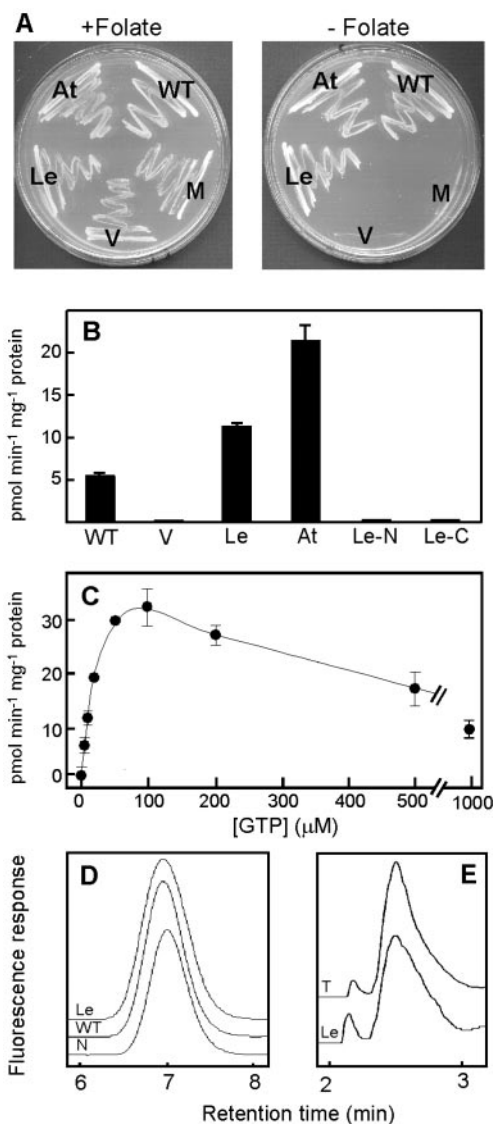 A
+Folate
- Folate
At
WT
Le
M
V
At
WT
Le
M
V
B
pmol min⁻¹ mg⁻¹ protein
20
15
10
5
WT V Le At Le-N Le-C
C
pmol min⁻¹ mg⁻¹ protein
30
20
10
0
0 100 200 300 400 500 1000
[GTP] (μM)
D
E
Fluorescence response
Le
WT
N
T
Le
6 7 8
2 3
Retention time (min)